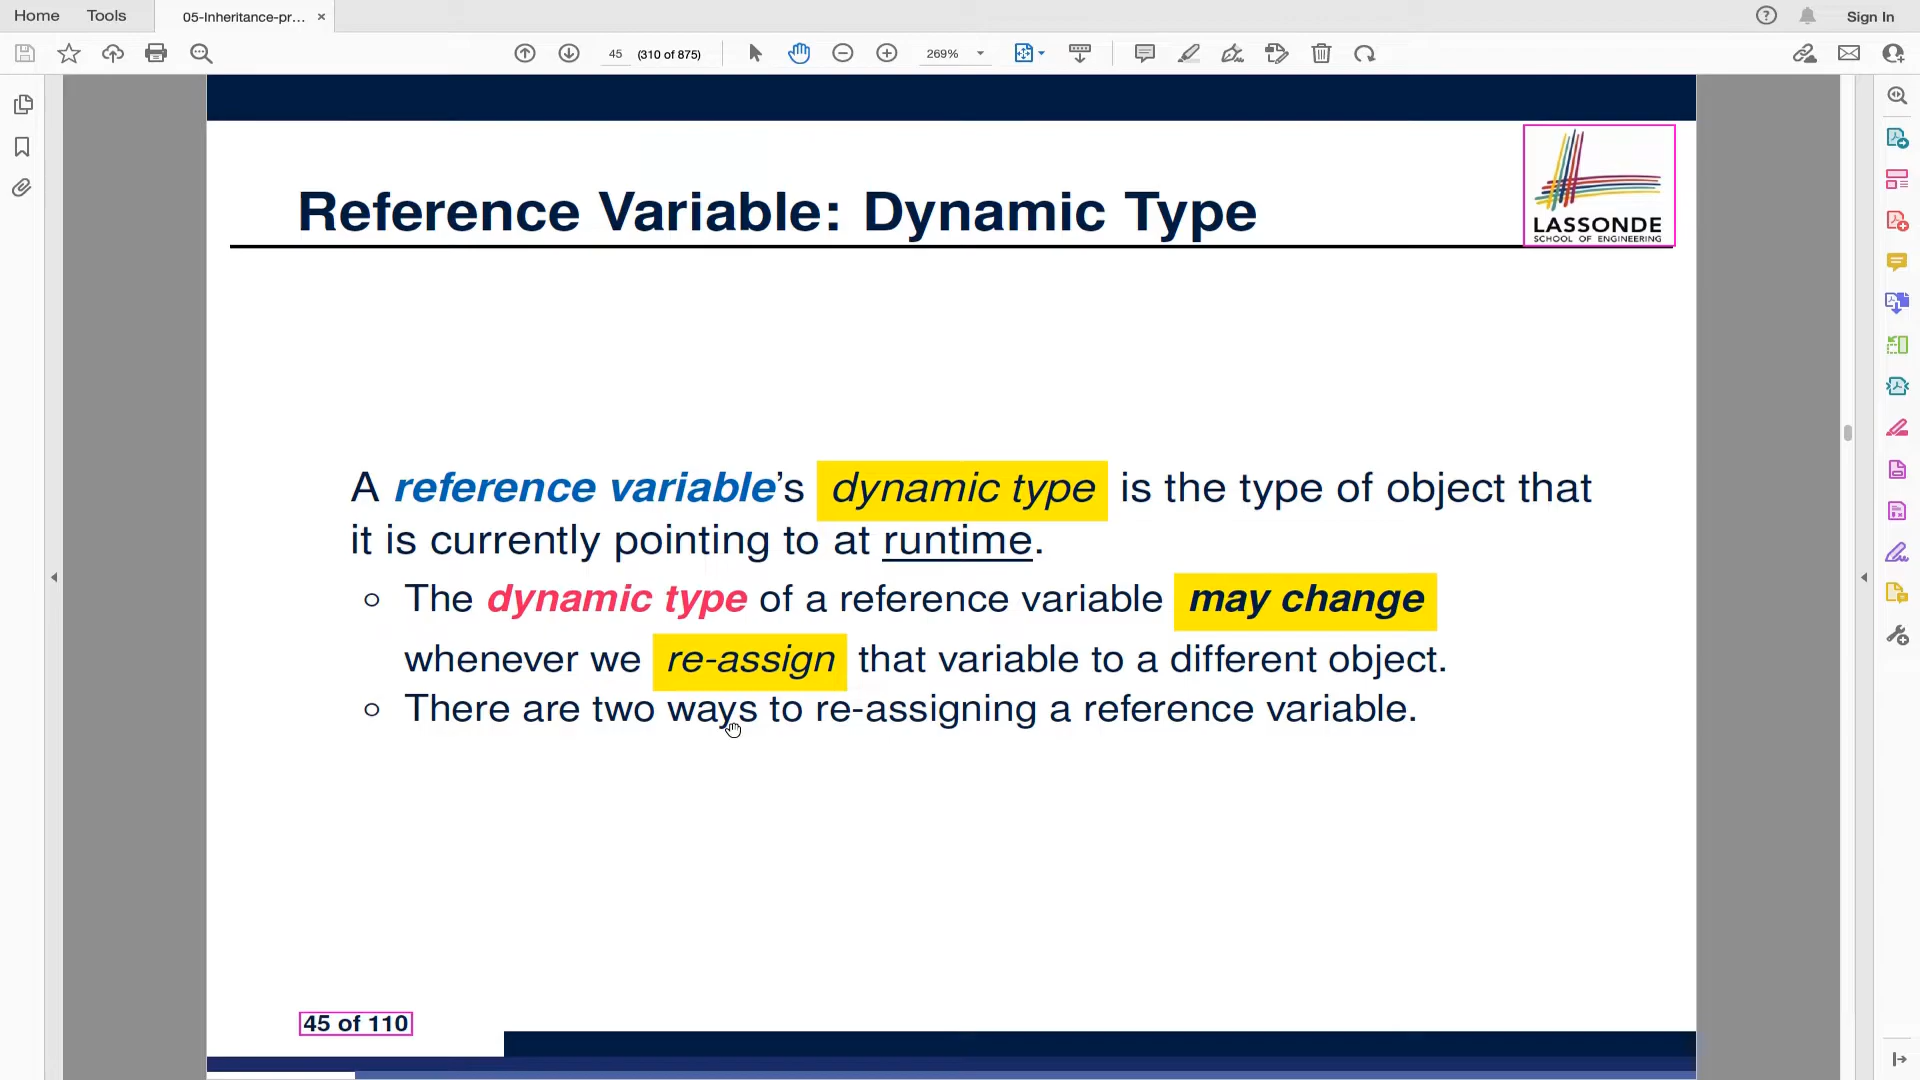 Home Tools 05-Inheritance-pr... × Sign In
45 (310 of 875) 269%
LASSONDE
SCHOOL OF ENGINEERING
Reference Variable: Dynamic Type
A reference variable's dynamic type is the type of object that
it is currently pointing to at runtime.
○ The dynamic type of a reference variable may change
whenever we re-assign that variable to a different object.
○ There are two ways to re-assigning a reference variable.
45 of 110